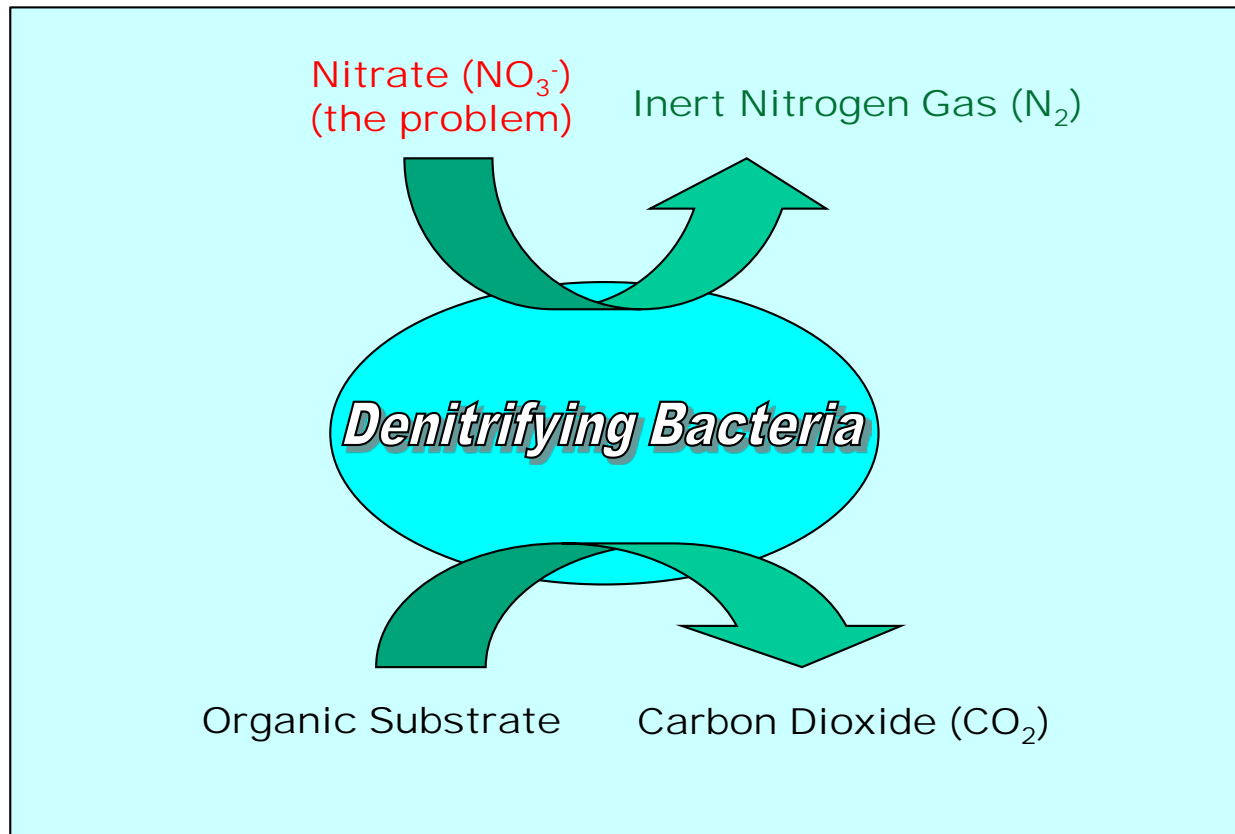 Nitrate (NO₃⁻)
(the problem)
Inert Nitrogen Gas (N₂)
Denitrifying Bacteria
Organic Substrate
Carbon Dioxide (CO₂)